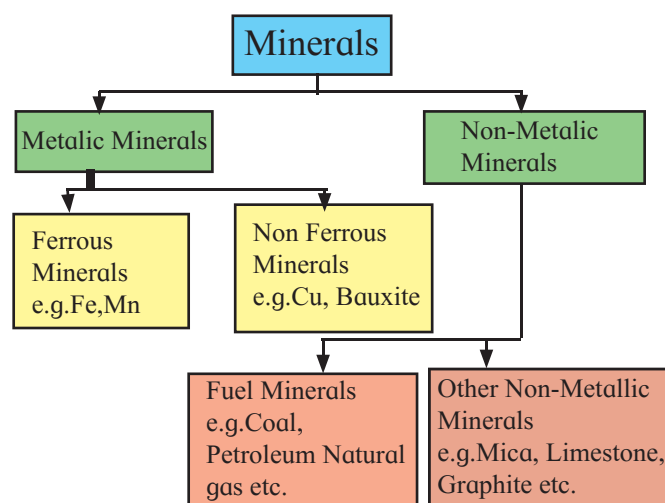 Minerals
Metalic Minerals
Non-Metalic
Minerals
Ferrous
Minerals
e.g.Fe,Mn
Non Ferrous
Minerals
e.g.Cu, Bauxite
Fuel Minerals
e.g.Coal,
Petroleum Natural
gas etc.
Other Non-Metallic
Minerals
e.g.Mica, Limestone,
Graphite etc.